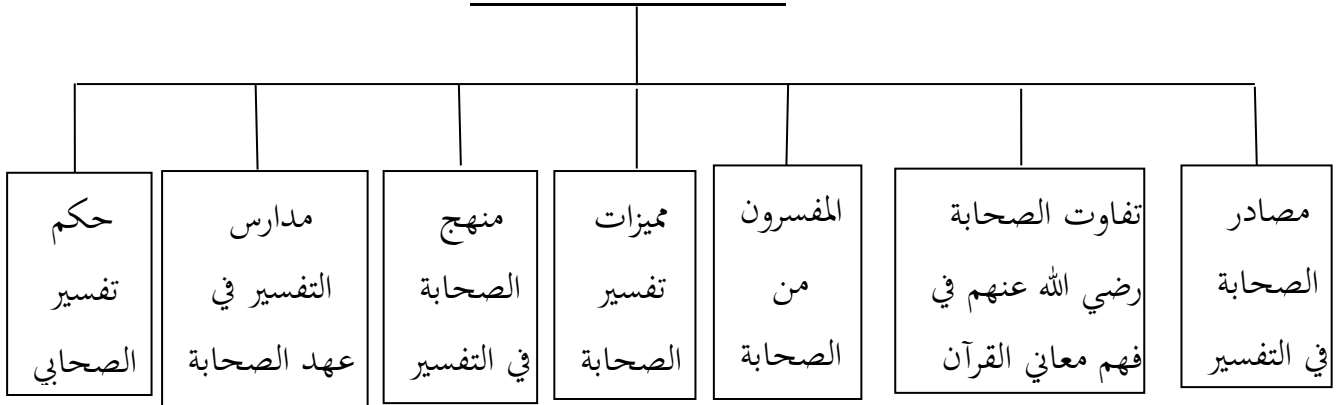 مصادر
الصحابة
في التفسير
تفاوت الصحابة
رضي الله عنهم في
فهم معاني القرآن
المفسرون
من
الصحابة
مميزات
تفسير
الصحابة
منهج
الصحابة
في التفسير
مدارس
التفسير في
عهد الصحابة
حكم
تفسير
الصحابي